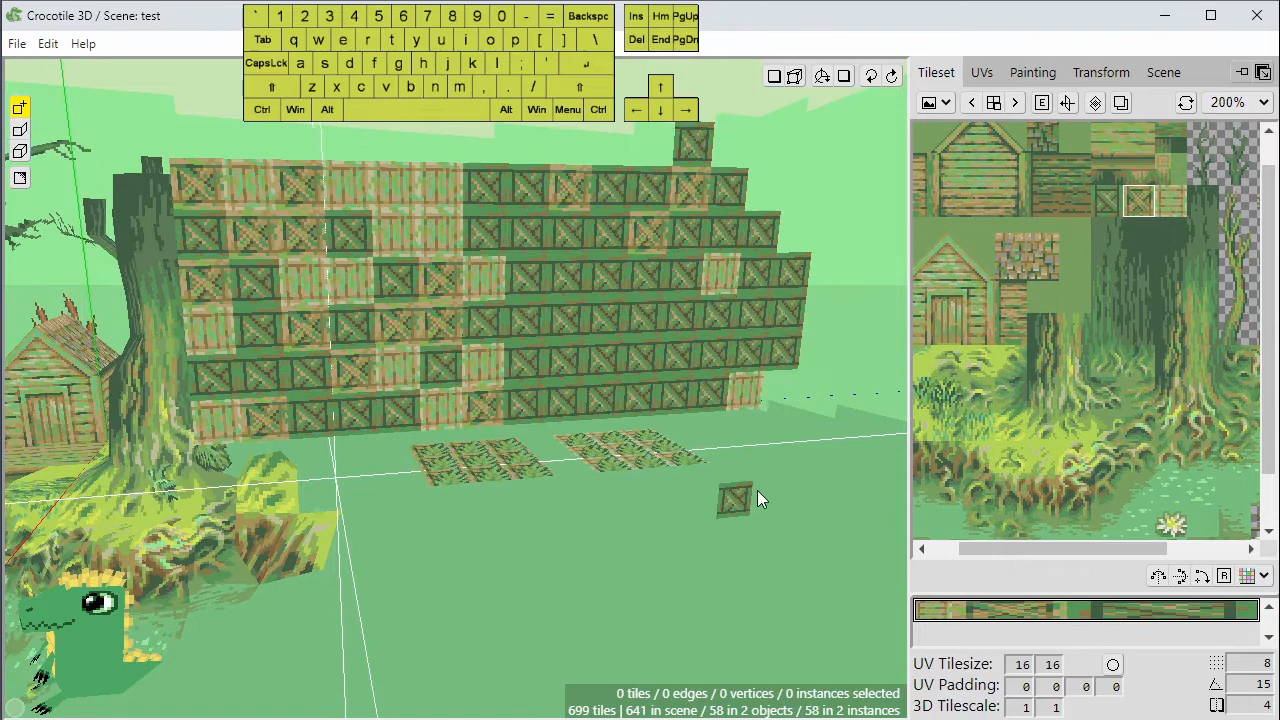 Crocotile 3D / Scene: test
` 1 2 3 4 5 6 7 8 9 0 - = Backspc Ins Hm PgUp
File Edit Help
Tab q w e r t y u i o p [ ] \ Del End PgDn
CapsLck a s d f g h j k l ; ' ↵
⇧ z x c v b n m , . / ⇧ ↑
Ctrl Win Alt Alt Win Menu Ctrl ← ↓ →
Tileset UVs Painting Transform Scene
E 200%
R
UV Tilesize: 16 16 8
UV Padding: 0 0 0 0 15
3D Tilescale: 1 1 4
0 tiles / 0 edges / 0 vertices / 0 instances selected
699 tiles | 641 in scene / 58 in 2 objects / 58 in 2 instances